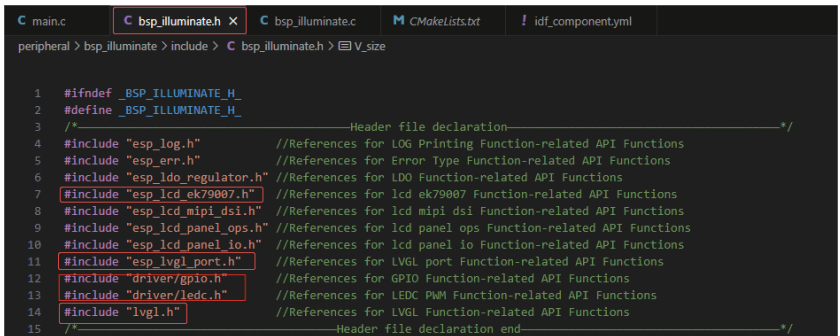 C main.c
C bsp_illuminate.h ×
C bsp_illuminate.c
M CMakeLists.txt
! idf_component.yml
peripheral > bsp_illuminate > include > C bsp_illuminate.h > V_size
1 #ifndef _BSP_ILLUMINATE_H_
2 #define _BSP_ILLUMINATE_H_
3 /*————————————Header file declaration————————————*/
4 #include "esp_log.h" //References for LOG Printing Function-related API Functions
5 #include "esp_err.h" //References for Error Type Function-related API Functions
6 #include "esp_ldo_regulator.h" //References for LDO Function-related API Functions
7 #include "esp_lcd_ek79007.h" //References for lcd ek79007 Function-related API Functions
8 #include "esp_lcd_mipi_dsi.h" //References for lcd mipi dsi Function-related API Functions
9 #include "esp_lcd_panel_ops.h" //References for lcd panel ops Function-related API Functions
10 #include "esp_lcd_panel_io.h" //References for lcd panel io Function-related API Functions
11 #include "esp_lvgl_port.h" //References for LVGL port Function-related API Functions
12 #include "driver/gpio.h" //References for GPIO Function-related API Functions
13 #include "driver/ledc.h" //References for LEDC PWM Function-related API Functions
14 #include "lvgl.h" //References for LVGL Function-related API Functions
15 /*————————————Header file declaration end————————————*/